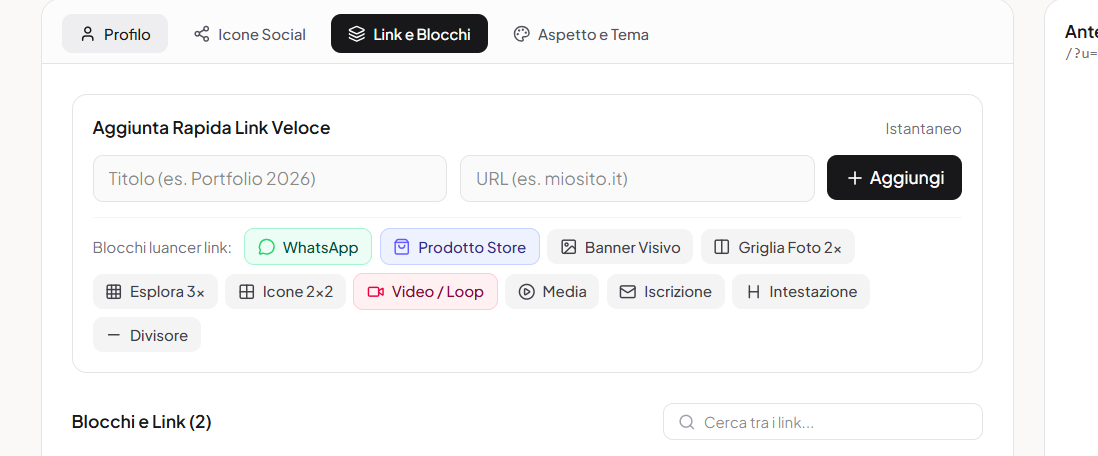 Profilo Icone Social Link e Blocchi Aspetto e Tema
Ante
/?u=
Aggiunta Rapida Link Veloce Istantaneo
Titolo (es. Portfolio 2026) URL (es. miosito.it) + Aggiungi
Blocchi luancer link: WhatsApp Prodotto Store Banner Visivo Griglia Foto 2×
Esplora 3× Icone 2×2 Video / Loop Media Iscrizione Intestazione
Divisore
Blocchi e Link (2) Cerca tra i link...